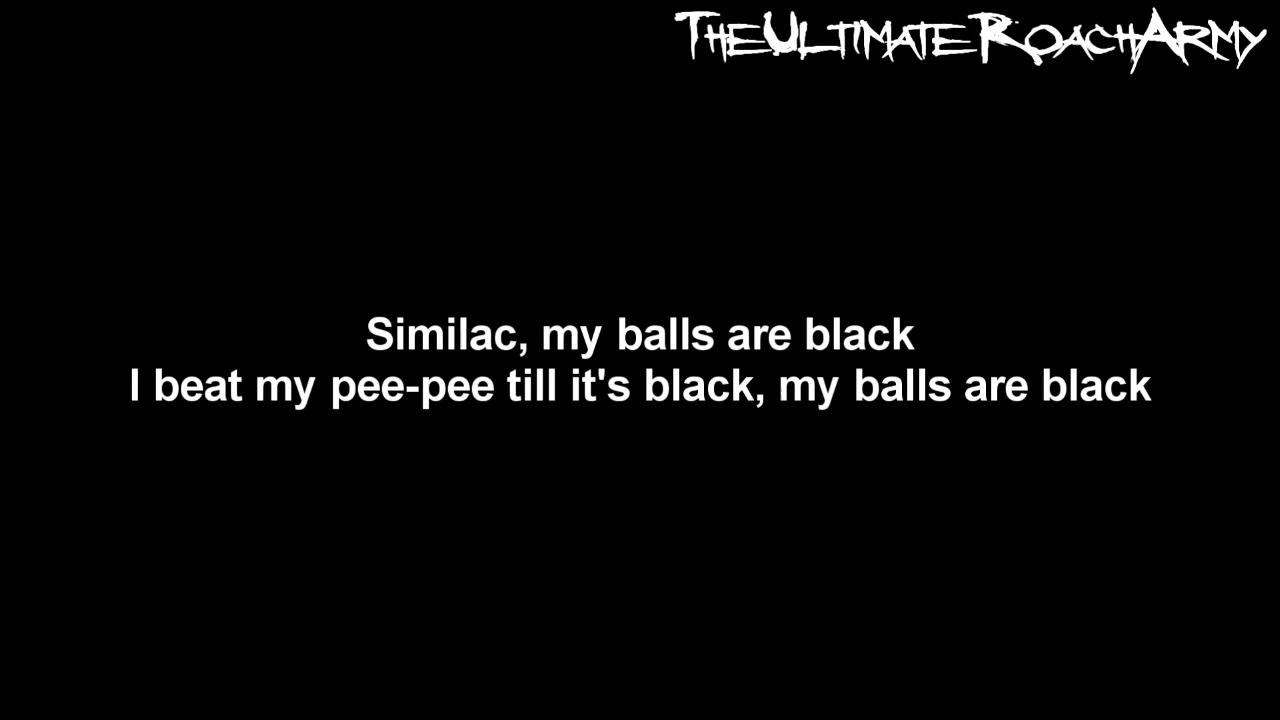 TheUltimateRoachArmy
Similac, my balls are black
I beat my pee-pee till it's black, my balls are black